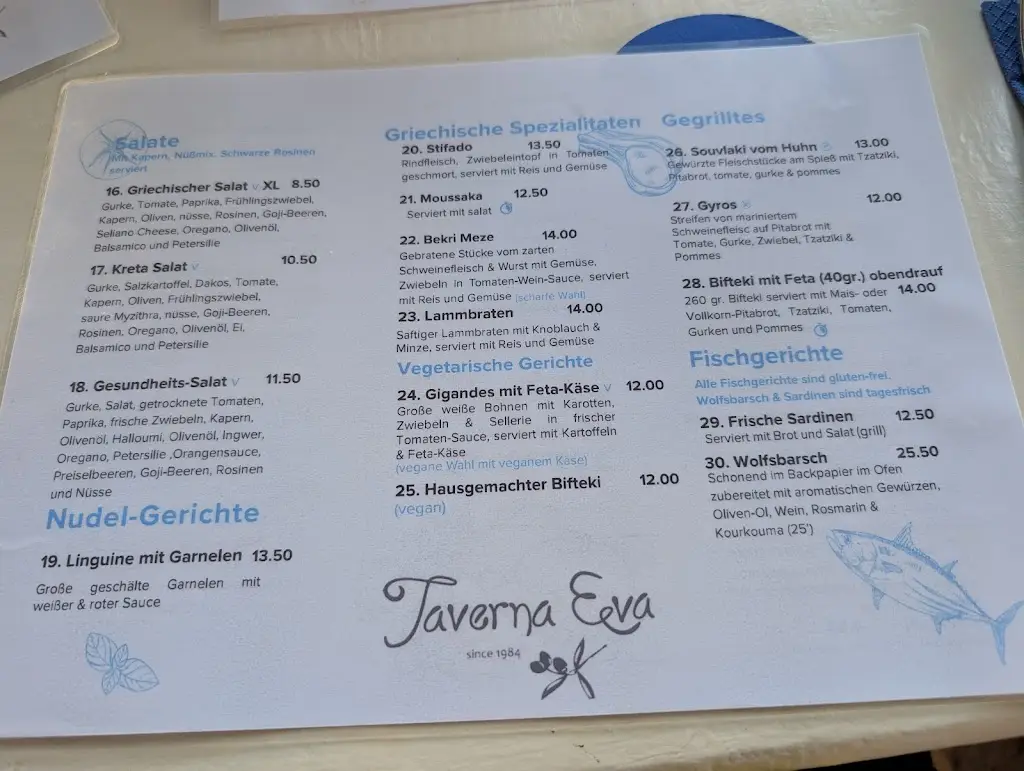 Salate
Mit Kapern, Nüßmix. Schwarze Rosinen
serviert
16. Griechischer Salat v XL 8.50
Gurke, Tomate, Paprika, Frühlingszwiebel,
Kapern, Oliven, nüsse, Rosinen, Goji-Beeren,
Seliano Cheese, Oregano, Olivenöl,
Balsamico und Petersilie
17. Kreta Salat v 10.50
Gurke, Salzkartoffel, Dakos, Tomate,
Kapern, Oliven, Frühlingszwiebel,
saure Myzithra, nüsse, Goji-Beeren,
Rosinen, Oregano, Olivenöl, Ei,
Balsamico und Petersilie
18. Gesundheits-Salat v 11.50
Gurke, Salat, getrocknete Tomaten,
Paprika, frische Zwiebeln, Kapern,
Olivenöl, Halloumi, Olivenöl, Ingwer,
Oregano, Petersilie ,Orangensauce,
Preiselbeeren, Goji-Beeren, Rosinen
und Nüsse
Nudel-Gerichte
19. Linguine mit Garnelen 13.50
Große geschälte Garnelen mit
weißer & roter Sauce
Griechische Spezialitäten
20. Stifado 13.50
Rindfleisch, Zwiebeleintopf in Tomaten
geschmort, serviert mit Reis und Gemüse
21. Moussaka 12.50
Serviert mit salat
22. Bekri Meze 14.00
Gebratene Stücke vom zarten
Schweinefleisch & Wurst mit Gemüse,
Zwiebeln in Tomaten-Wein-Sauce, serviert
mit Reis und Gemüse (scharfe Wahl)
23. Lammbraten 14.00
Saftiger Lammbraten mit Knoblauch &
Minze, serviert mit Reis und Gemüse
Vegetarische Gerichte
24. Gigandes mit Feta-Käse v 12.00
Große weiße Bohnen mit Karotten,
Zwiebeln & Sellerie in frischer
Tomaten-Sauce, serviert mit Kartoffeln
& Feta-Käse
(vegane Wahl mit veganem Käse)
25. Hausgemachter Bifteki 12.00
(vegan)
Taverna Eva
since 1984
Gegrilltes
26. Souvlaki vom Huhn 13.00
Gewürzte Fleischstücke am Spieß mit Tzatziki,
Pitabrot, tomate, gurke & pommes
27. Gyros 12.00
Streifen von mariniertem
Schweinefleisc auf Pitabrot mit
Tomate, Gurke, Zwiebel, Tzatziki &
Pommes
28. Bifteki mit Feta (40gr.) obendrauf
260 gr. Bifteki serviert mit Mais- oder 14.00
Vollkorn-Pitabrot, Tzatziki, Tomaten,
Gurken und Pommes
Fischgerichte
Alle Fischgerichte sind gluten-frei.
Wolfsbarsch & Sardinen sind tagesfrisch
29. Frische Sardinen 12.50
Serviert mit Brot und Salat (grill)
30. Wolfsbarsch 25.50
Schonend im Backpapier im Ofen
zubereitet mit aromatischen Gewürzen,
Oliven-Öl, Wein, Rosmarin &
Kourkouma (25')